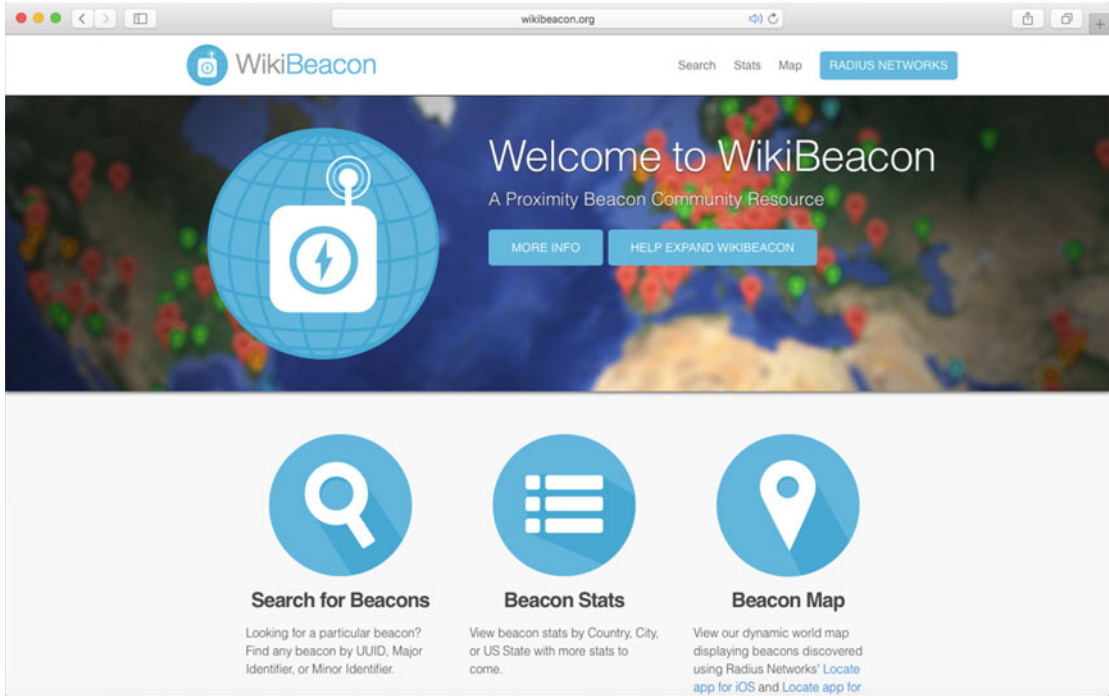 wikibeacon.org
WikiBeacon
Search Stats Map RADIUS NETWORKS
Welcome to WikiBeacon
A Proximity Beacon Community Resource
MORE INFO HELP EXPAND WIKIBEACON
Search for Beacons
Looking for a particular beacon?
Find any beacon by UUID, Major
Identifier, or Minor Identifier.
Beacon Stats
View beacon stats by Country, City,
or US State with more stats to
come.
Beacon Map
View our dynamic world map
displaying beacons discovered
using Radius Networks' Locate
app for iOS and Locate app for